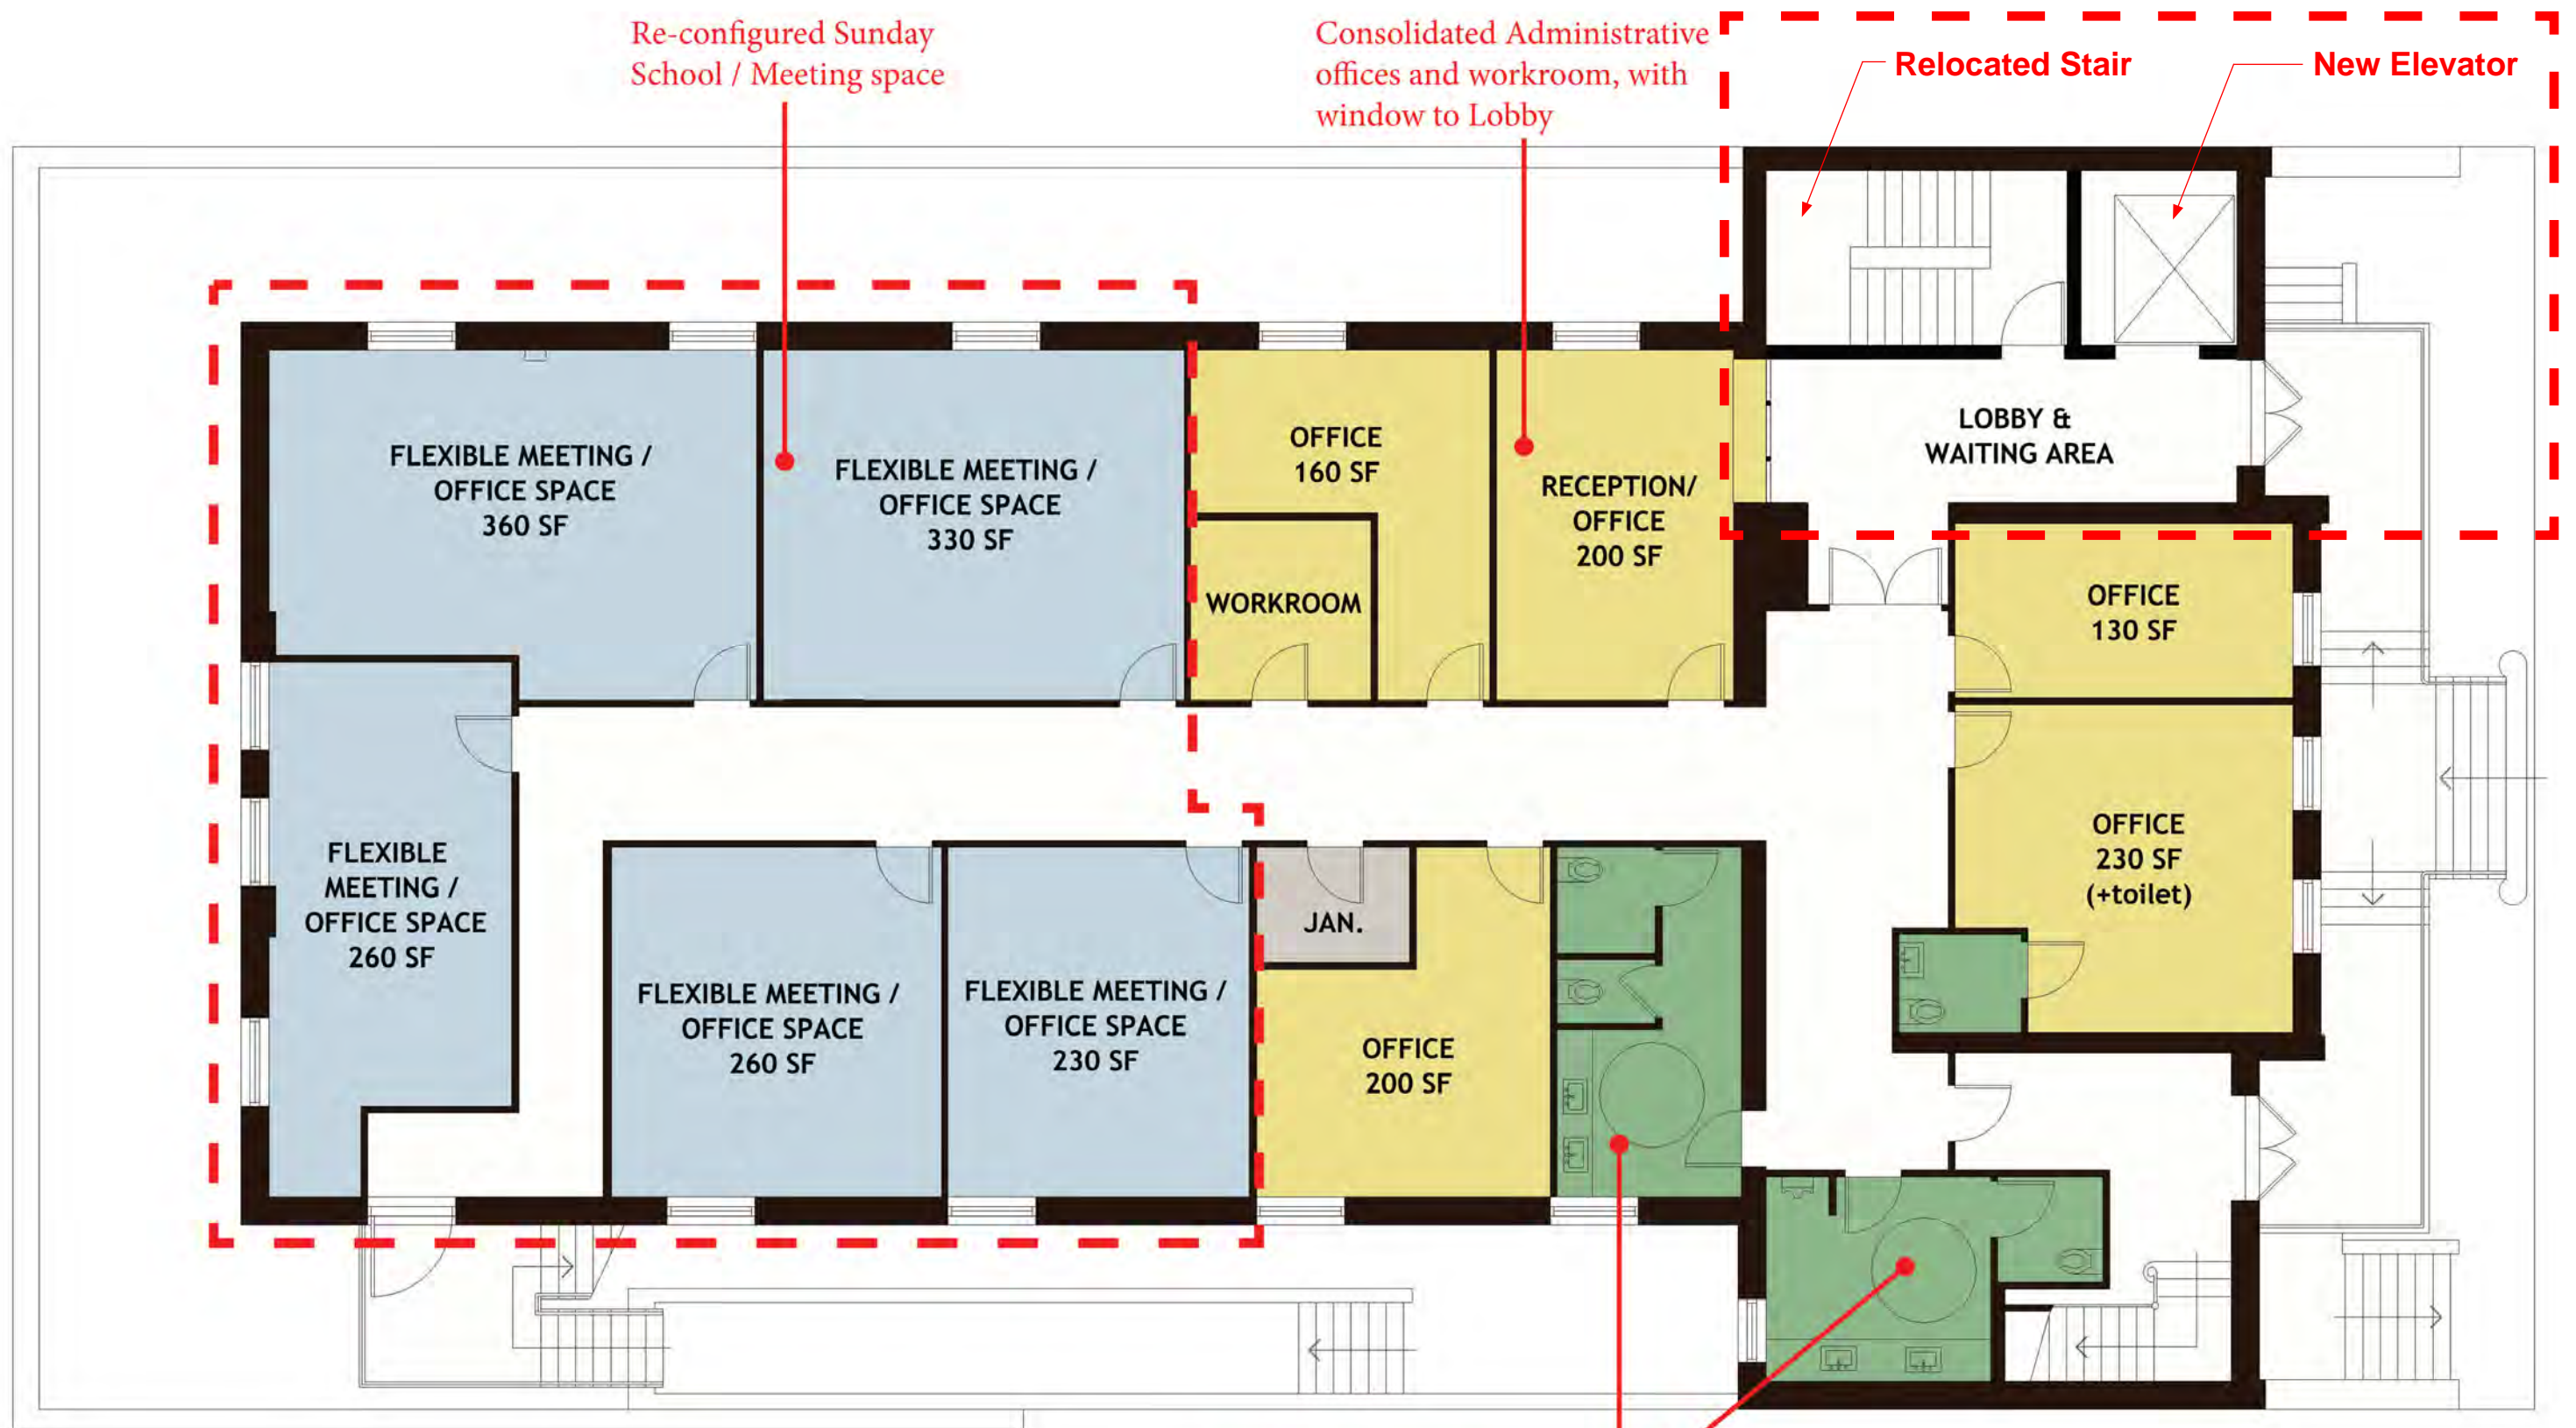 Re-configured Sunday
School / Meeting space
Consolidated Administrative
offices and workroom, with
window to Lobby
Relocated Stair
New Elevator
FLEXIBLE MEETING /
OFFICE SPACE
360 SF
FLEXIBLE MEETING /
OFFICE SPACE
330 SF
OFFICE
160 SF
WORKROOM
RECEPTION/
OFFICE
200 SF
LOBBY &
WAITING AREA
OFFICE
130 SF
OFFICE
230 SF
(+toilet)
FLEXIBLE
MEETING /
OFFICE SPACE
260 SF
FLEXIBLE MEETING /
OFFICE SPACE
260 SF
FLEXIBLE MEETING /
OFFICE SPACE
230 SF
JAN.
OFFICE
200 SF